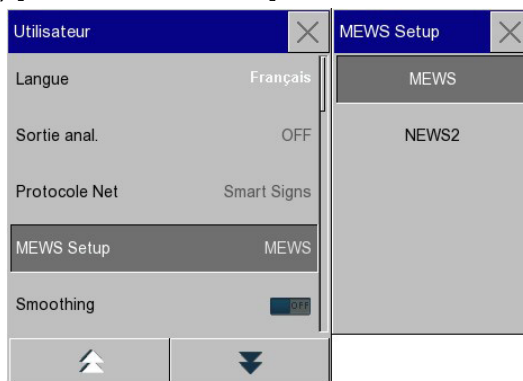 Utilisateur
Langue Français
Sortie anal. OFF
Protocole Net Smart Signs
MEWS Setup MEWS
Smoothing OFF
MEWS Setup
MEWS
NEWS2